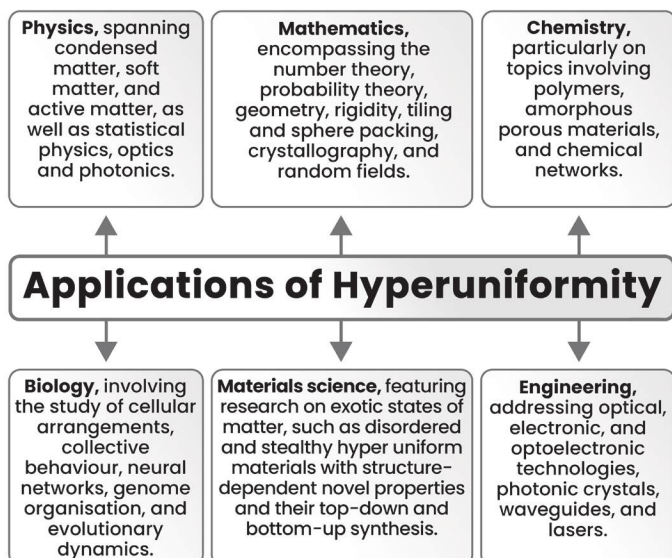 Physics, spanning
condensed
matter, soft
matter, and
active matter, as
well as statistical
physics, optics
and photonics.
Mathematics,
encompassing the
number theory,
probability theory,
geometry, rigidity, tiling
and sphere packing,
crystallography, and
random fields.
Chemistry,
particularly on
topics involving
polymers,
amorphous
porous materials,
and chemical
networks.
Applications of Hyperuniformity
Biology, involving
the study of cellular
arrangements,
collective
behaviour, neural
networks, genome
organisation, and
evolutionary
dynamics.
Materials science, featuring
research on exotic states of
matter, such as disordered
and stealthy hyper uniform
materials with structure-
dependent novel properties
and their top-down and
bottom-up synthesis.
Engineering,
addressing optical,
electronic, and
optoelectronic
technologies,
photonic crystals,
waveguides, and
lasers.